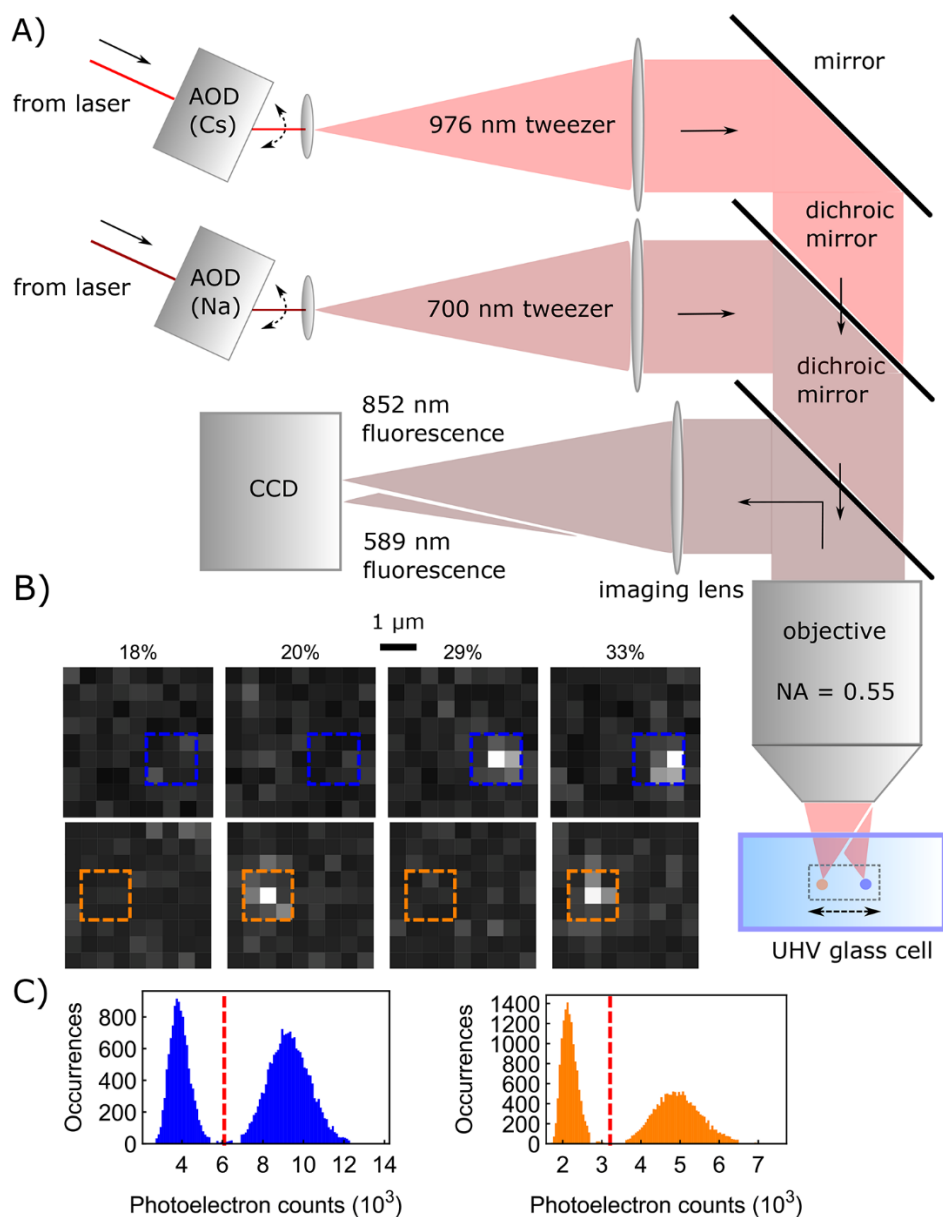 A)
from laser
AOD
(Cs)
976 nm tweezer
mirror
dichroic
mirror
from laser
AOD
(Na)
700 nm tweezer
dichroic
mirror
852 nm
fluorescence
CCD
589 nm
fluorescence
imaging lens
objective
NA = 0.55
UHV glass cell
B)
1 μm
18%
20%
29%
33%
C)
Occurrences
800
600
400
200
0
4
6
8
10
12
14
Photoelectron counts (10³)
Occurrences
1400
1200
1000
800
600
400
200
0
2
3
4
5
6
7
Photoelectron counts (10³)